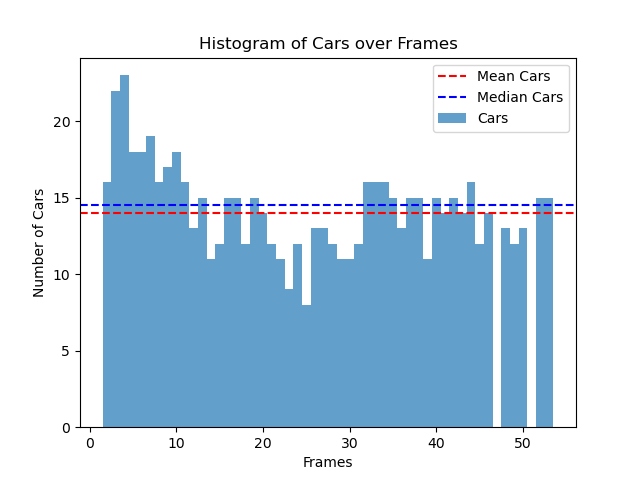 Histogram of Cars over Frames
Mean Cars
Median Cars
Cars
Number of Cars
20
15
10
5
0
0 10 20 30 40 50
Frames